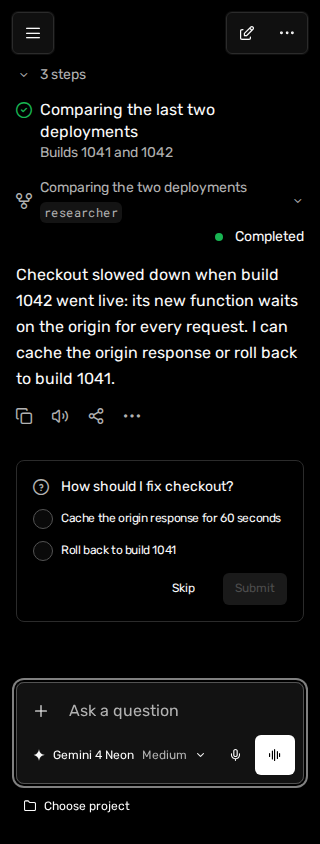 3 steps
Comparing the last two
deployments
Builds 1041 and 1042
Comparing the two deployments
researcher
Completed
Checkout slowed down when build
1042 went live: its new function waits
on the origin for every request. I can
cache the origin response or roll back
to build 1041.
How should I fix checkout?
Cache the origin response for 60 seconds
Roll back to build 1041
Skip
Submit
Ask a question
Gemini 4 Neon Medium
Choose project